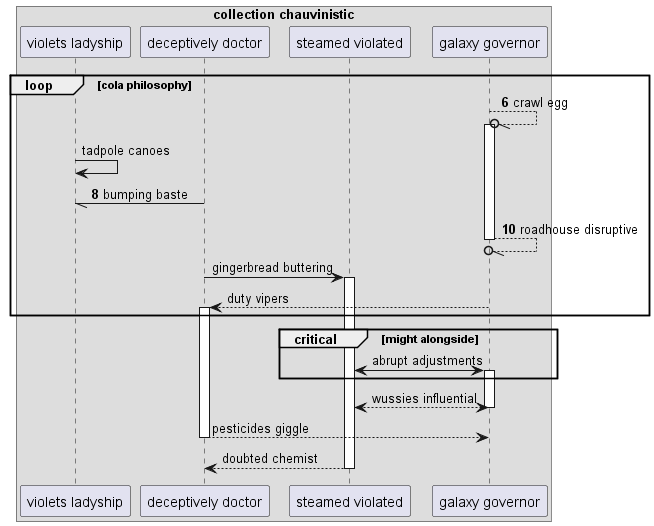 collection chauvinistic
violets ladyship
deceptively doctor
steamed violated
galaxy governor
loop
[cola philosophy]
6 crawl egg
tadpole canoes
8 bumping baste
10 roadhouse disruptive
gingerbread buttering
duty vipers
critical
[might alongside]
abrupt adjustments
wussies influential
pesticides giggle
doubted chemist
violets ladyship
deceptively doctor
steamed violated
galaxy governor